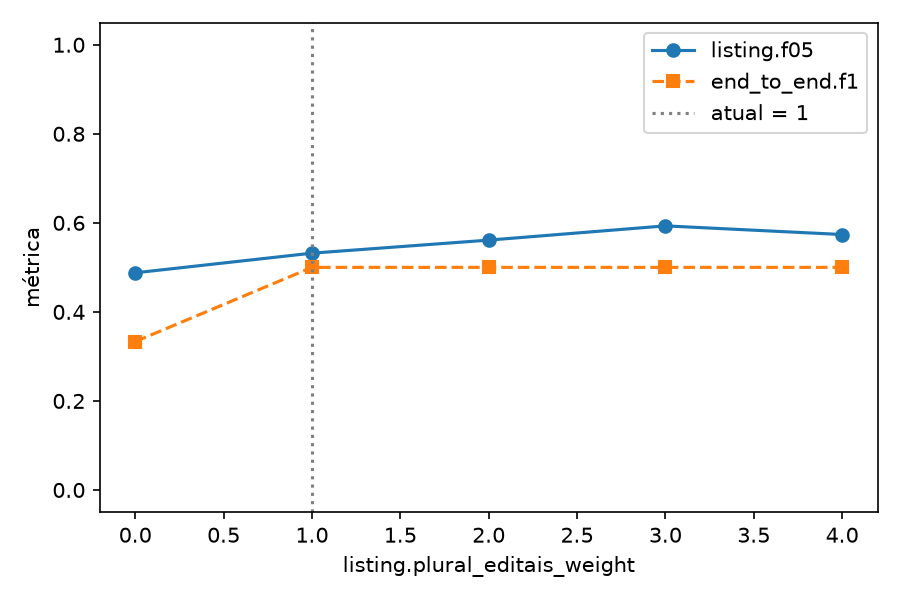 listing.f05
end_to_end.f1
atual = 1
métrica
1.0
0.8
0.6
0.4
0.2
0.0
0.0 0.5 1.0 1.5 2.0 2.5 3.0 3.5 4.0
listing.plural_editais_weight